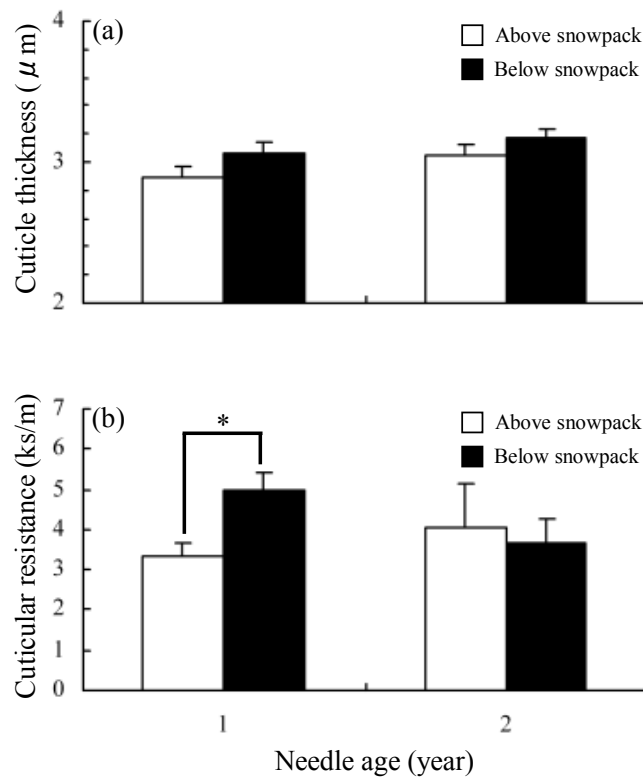 (a)
Above snowpack
Below snowpack
Cuticle thickness (μm)
4
3
2
(b)
*
Above snowpack
Below snowpack
Cuticular resistance (ks/m)
7
6
5
4
3
2
1
0
1
2
Needle age (year)